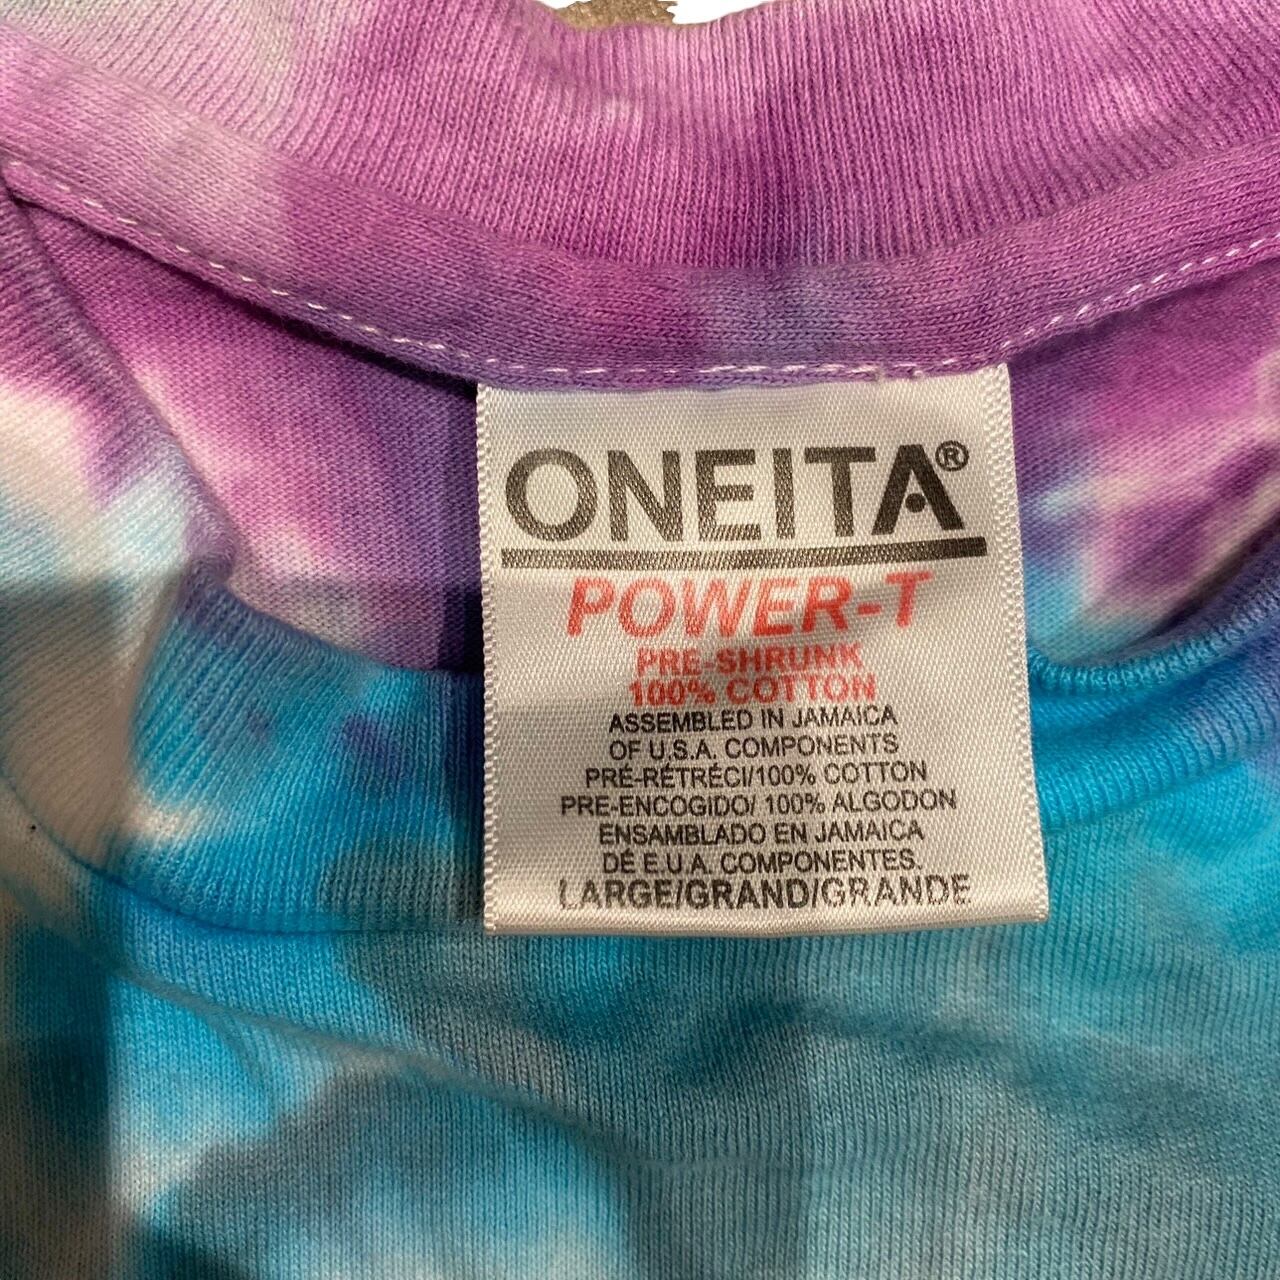 ONEITA®
POWER-T
PRE-SHRUNK
100% COTTON
ASSEMBLED IN JAMAICA
OF U.S.A. COMPONENTS
PRÉ-RÉTRÉCI/100% COTTON
PRE-ENCOGIDO/ 100% ALGODON
ENSAMBLADO EN JAMAICA
DÉ E.U.A. COMPONENTES.
LARGE/GRAND/GRANDE